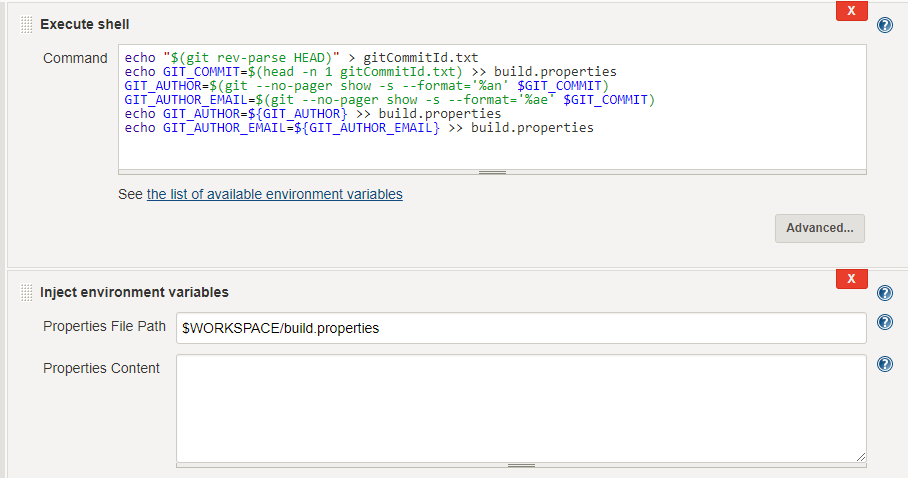 X
Execute shell
?
Command
echo "$(git rev-parse HEAD)" > gitCommitId.txt
echo GIT_COMMIT=$(head -n 1 gitCommitId.txt) >> build.properties
GIT_AUTHOR=$(git --no-pager show -s --format='%an' $GIT_COMMIT)
GIT_AUTHOR_EMAIL=$(git --no-pager show -s --format='%ae' $GIT_COMMIT)
echo GIT_AUTHOR=${GIT_AUTHOR} >> build.properties
echo GIT_AUTHOR_EMAIL=${GIT_AUTHOR_EMAIL} >> build.properties
See the list of available environment variables
Advanced...
X
Inject environment variables
?
Properties File Path
$WORKSPACE/build.properties
?
Properties Content
?